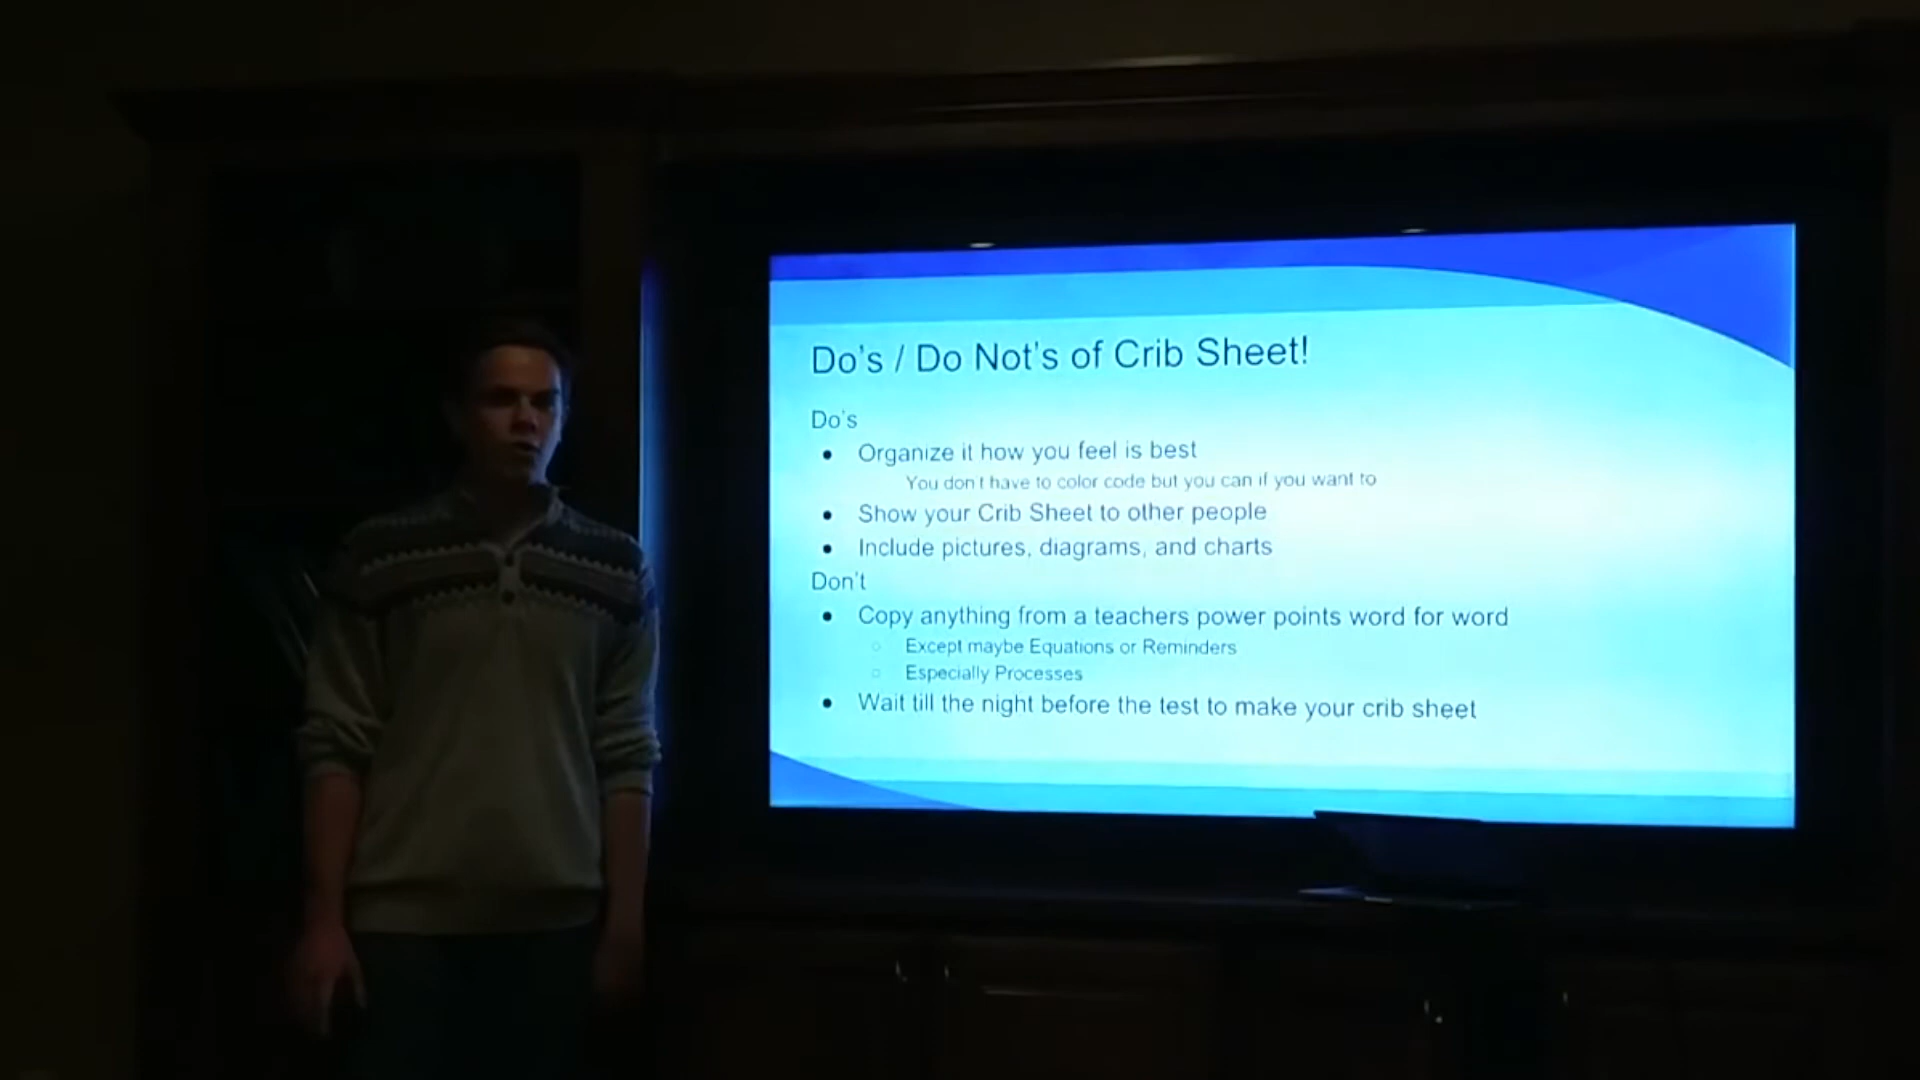 Do's / Do Not's of Crib Sheet!
Do's
● Organize it how you feel is best
You don't have to color code but you can if you want to
● Show your Crib Sheet to other people
● Include pictures, diagrams, and charts
Don't
● Copy anything from a teachers power points word for word
○ Except maybe Equations or Reminders
○ Especially Processes
● Wait till the night before the test to make your crib sheet